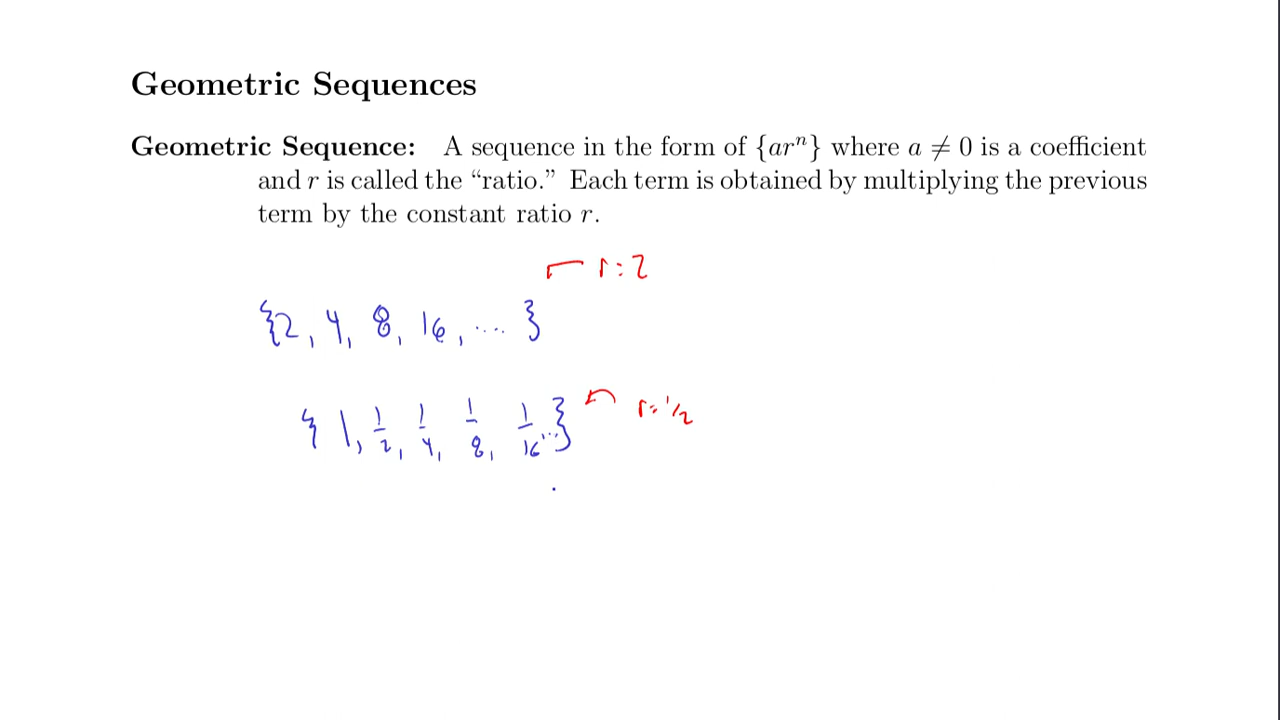 Geometric Sequences
Geometric Sequence: A sequence in the form of {arⁿ} where a ≠ 0 is a coefficient
and r is called the “ratio.” Each term is obtained by multiplying the previous
term by the constant ratio r.
r=2
{2, 4, 8, 16, .... }
{ 1, 1/2, 1/4, 1/8, 1/16 ...} r=1/2